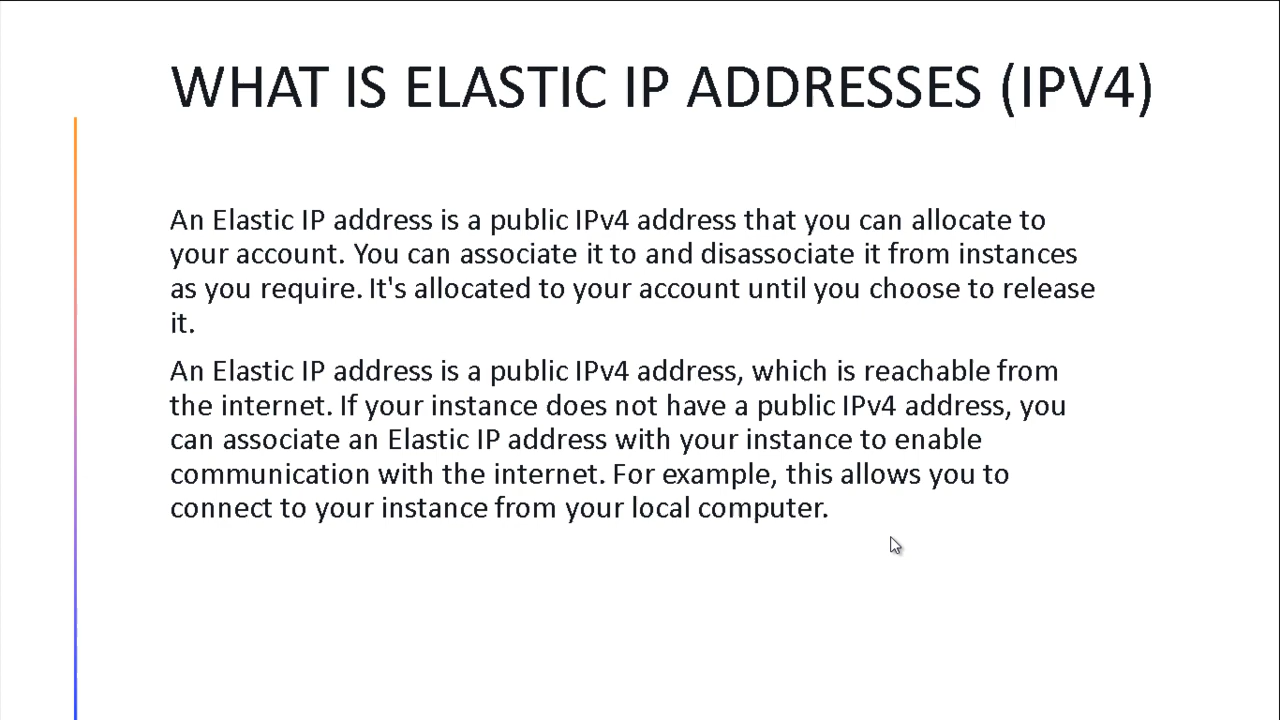 WHAT IS ELASTIC IP ADDRESSES (IPV4)
An Elastic IP address is a public IPv4 address that you can allocate to
your account. You can associate it to and disassociate it from instances
as you require. It's allocated to your account until you choose to release
it.
An Elastic IP address is a public IPv4 address, which is reachable from
the internet. If your instance does not have a public IPv4 address, you
can associate an Elastic IP address with your instance to enable
communication with the internet. For example, this allows you to
connect to your instance from your local computer.